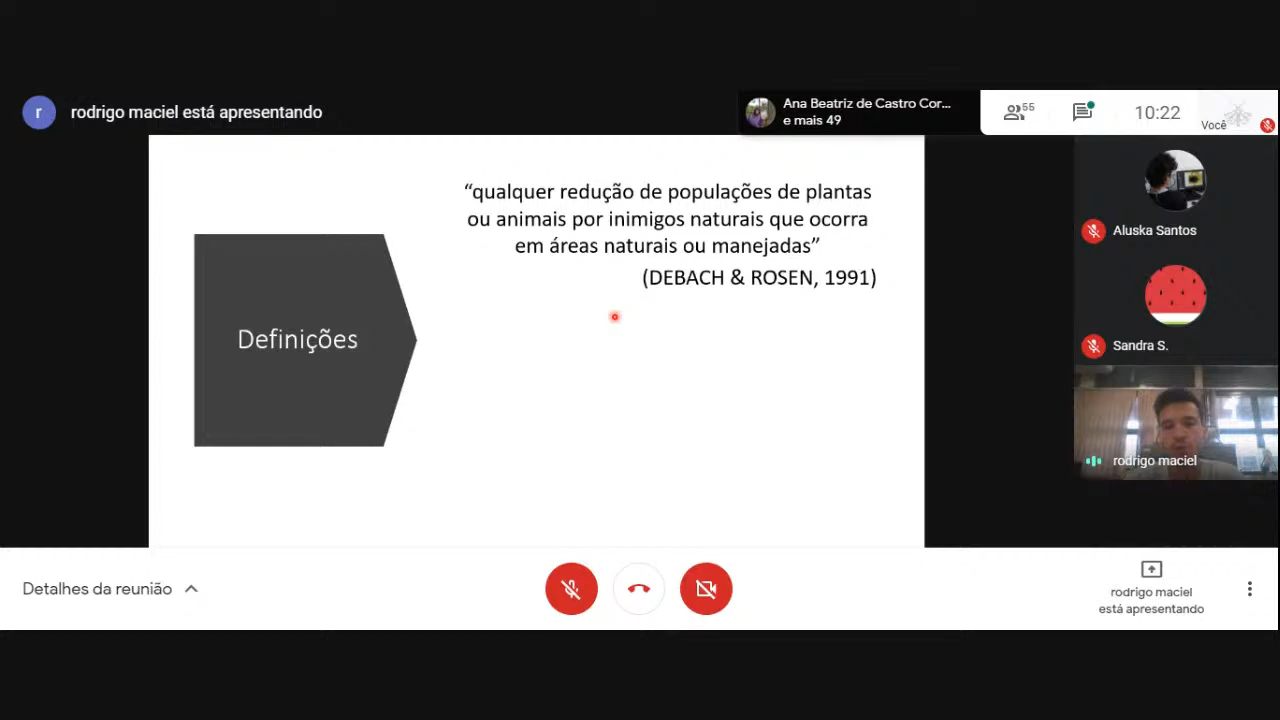 r
rodrigo maciel está apresentando
Ana Beatriz de Castro Cor...
e mais 49
55
10:22
Você
“qualquer redução de populações de plantas
ou animais por inimigos naturais que ocorra
em áreas naturais ou manejadas”
(DEBACH & ROSEN, 1991)
Definições
Aluska Santos
Sandra S.
rodrigo maciel
Detalhes da reunião
rodrigo maciel
está apresentando